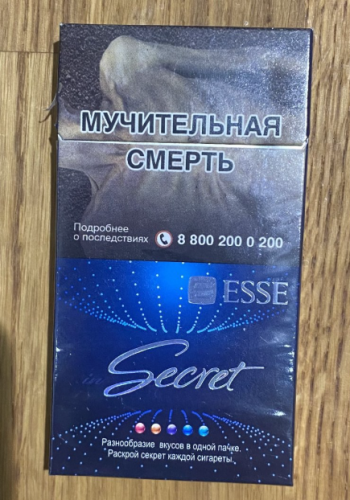 МУЧИТЕЛЬНАЯ
СМЕРТЬ
Подробнее
о последствиях 8 800 200 0 200
ESSE
in
Secret
Разнообразие вкусов в одной пачке.
Раскрой секрет каждой сигареты